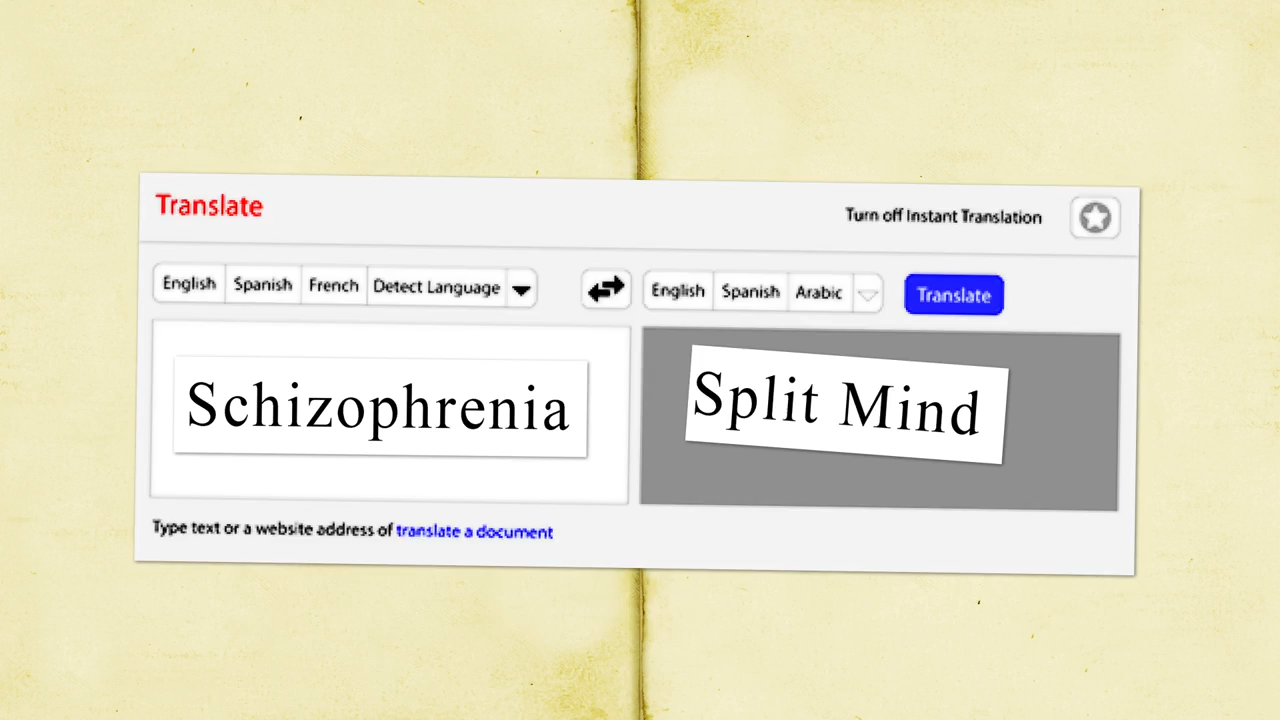 Translate
Turn off Instant Translation
English Spanish French Detect Language
English Spanish Arabic
Translate
Schizophrenia
Split Mind
Type text or a website address of translate a document